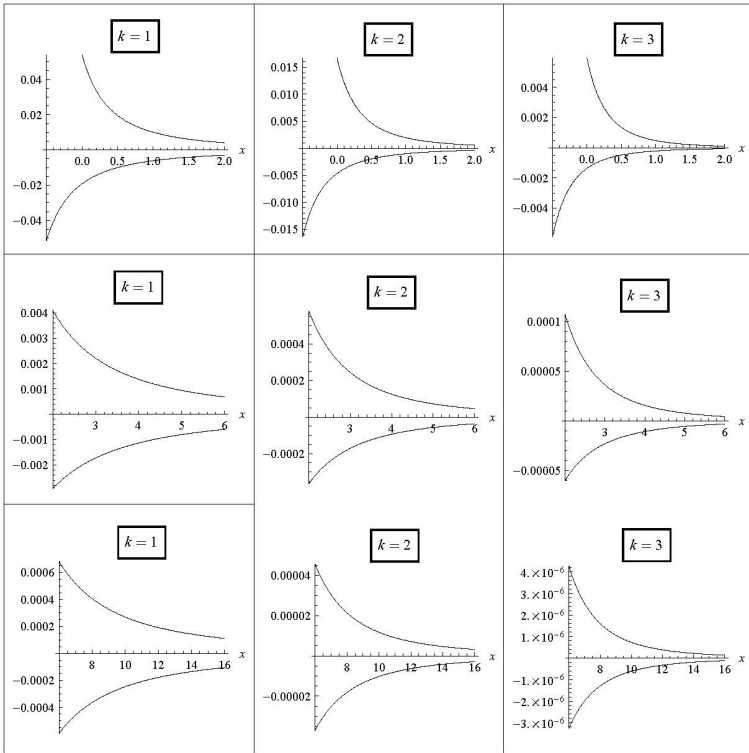 k = 1
0.04
0.02
−0.02
−0.04
0.0 0.5 1.0 1.5 2.0 x
k = 2
0.015
0.010
0.005
−0.005
−0.010
−0.015
0.0 0.5 1.0 1.5 2.0 x
k = 3
0.004
0.002
−0.002
−0.004
0.0 0.5 1.0 1.5 2.0 x
k = 1
0.004
0.003
0.002
0.001
−0.001
−0.002
3 4 5 6 x
k = 2
0.0004
0.0002
−0.0002
3 4 5 6 x
k = 3
0.0001
0.00005
−0.00005
3 4 5 6 x
k = 1
0.0006
0.0004
0.0002
−0.0002
−0.0004
8 10 12 14 16 x
k = 2
0.00004
0.00002
−0.00002
8 10 12 14 16 x
k = 3
4.×10⁻⁶
3.×10⁻⁶
2.×10⁻⁶
1.×10⁻⁶
−1.×10⁻⁶
−2.×10⁻⁶
−3.×10⁻⁶
8 10 12 14 16 x